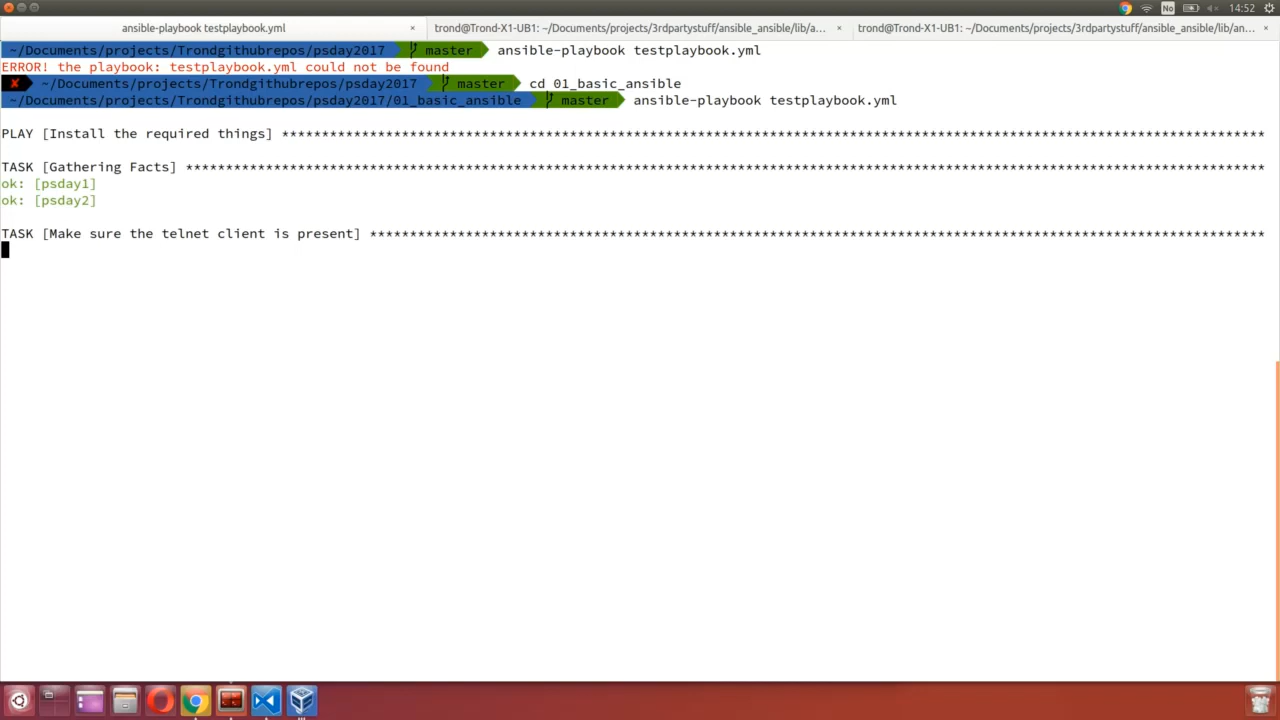 No 14:52
ansible-playbook testplaybook.yml × trond@Trond-X1-UB1: ~/Documents/projects/3rdpartystuff/ansible_ansible/lib/a... × trond@Trond-X1-UB1: ~/Documents/projects/3rdpartystuff/ansible_ansible/lib/an... ×
~/Documents/projects/Trondgithubrepos/psday2017 master ansible-playbook testplaybook.yml
ERROR! the playbook: testplaybook.yml could not be found
✘ ~/Documents/projects/Trondgithubrepos/psday2017 master cd 01_basic_ansible
~/Documents/projects/Trondgithubrepos/psday2017/01_basic_ansible master ansible-playbook testplaybook.yml
PLAY [Install the required things] ***************************************************************************************************************************
TASK [Gathering Facts] ***************************************************************************************************************************************
ok: [psday1]
ok: [psday2]
TASK [Make sure the telnet client is present] ****************************************************************************************************************